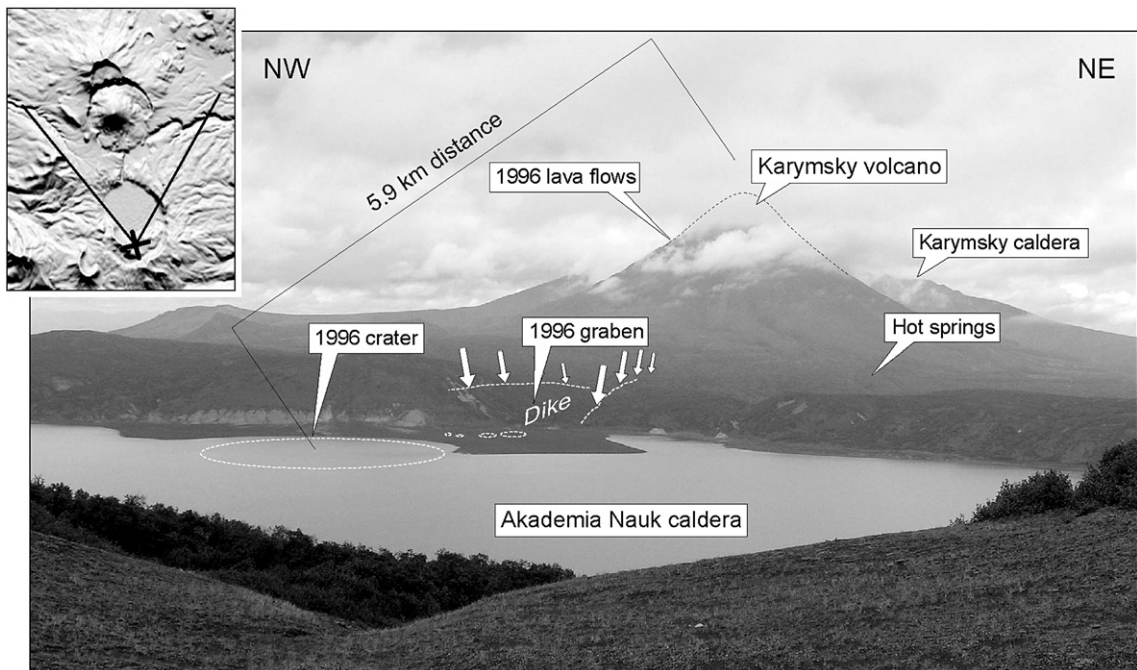 NW
NE
5.9 km distance
1996 lava flows
Karymsky volcano
Karymsky caldera
1996 crater
1996 graben
Hot springs
Dike
Akademia Nauk caldera